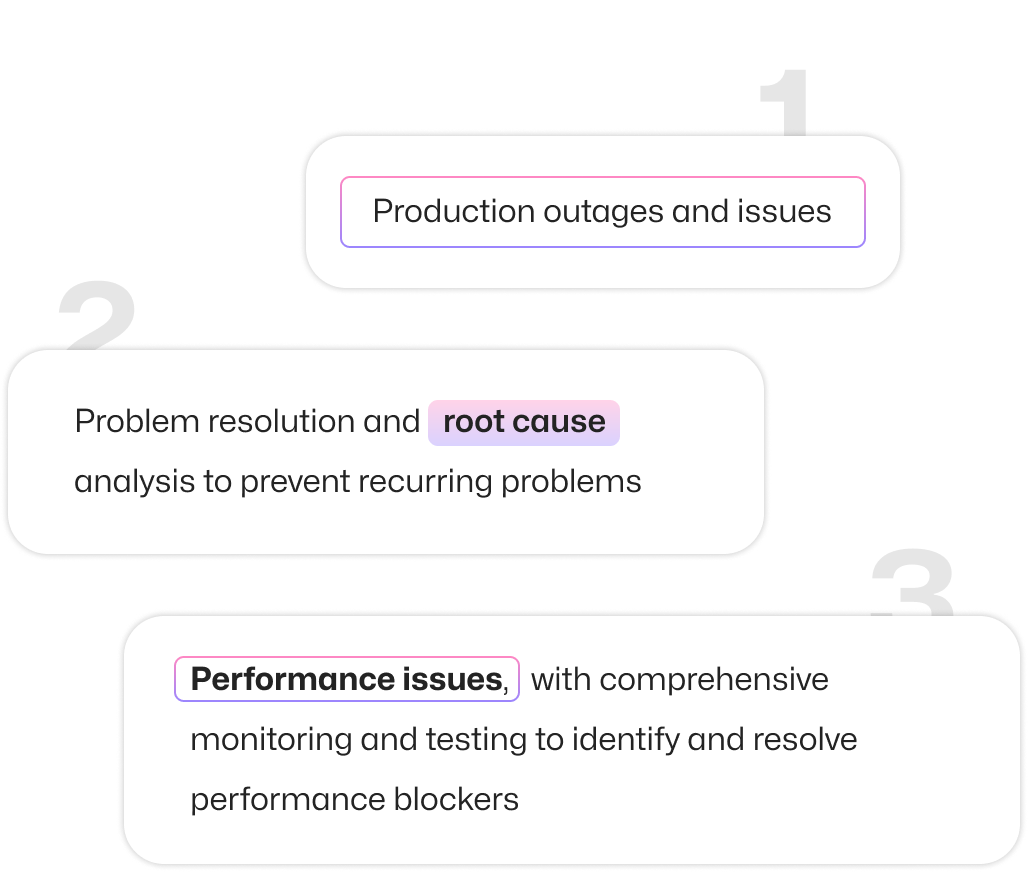 1
Production outages and issues
2
Problem resolution and root cause
analysis to prevent recurring problems
3
Performance issues, with comprehensive
monitoring and testing to identify and resolve
performance blockers